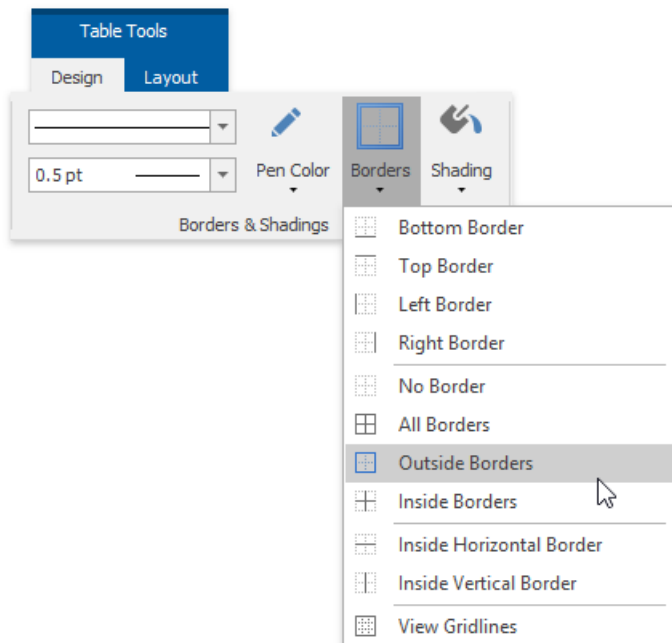 Table Tools
Design Layout
0.5 pt
Pen Color Borders Shading
Borders & Shadings
Bottom Border
Top Border
Left Border
Right Border
No Border
All Borders
Outside Borders
Inside Borders
Inside Horizontal Border
Inside Vertical Border
View Gridlines